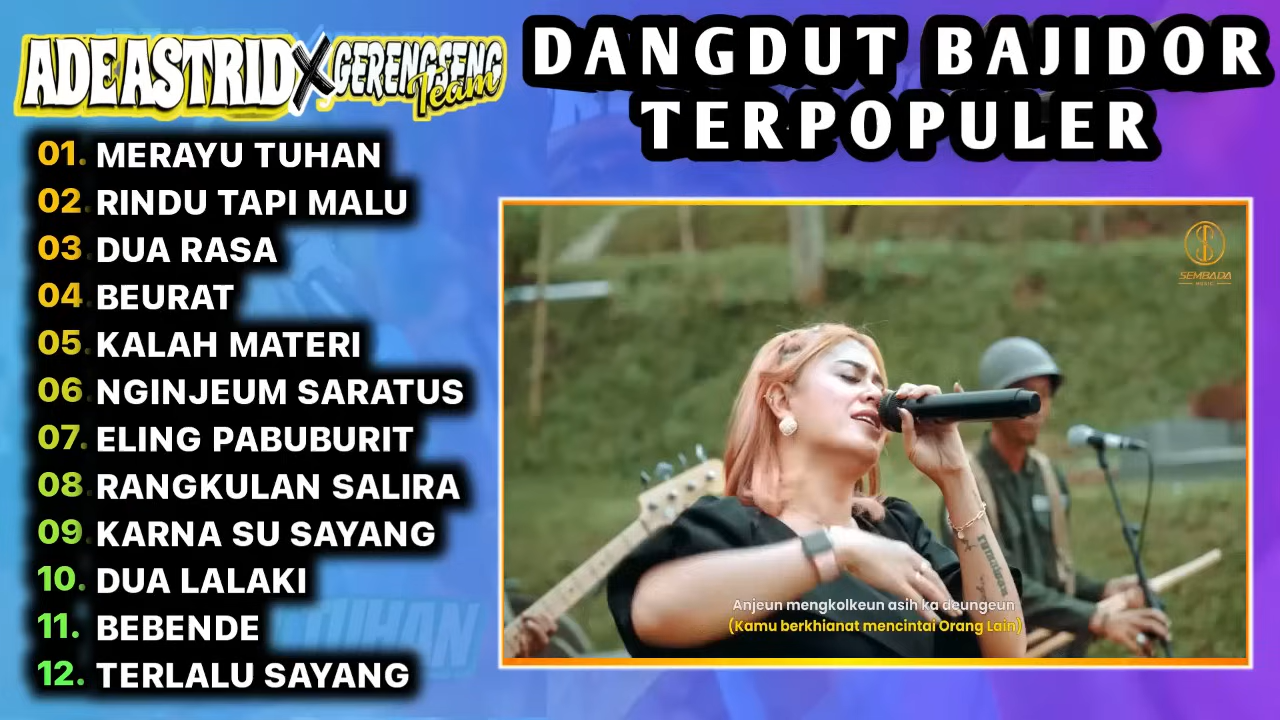 ADE ASTRID X GERENGSENG Team
DANGDUT BAJIDOR
TERPOPULER
01. MERAYU TUHAN
02. RINDU TAPI MALU
03. DUA RASA
04. BEURAT
05. KALAH MATERI
06. NGINJEUM SARATUS
07. ELING PABUBURIT
08. RANGKULAN SALIRA
09. KARNA SU SAYANG
10. DUA LALAKI
11. BEBENDE
12. TERLALU SAYANG
SEMBADA
MUSIC
Anjeun mengkolkeun asih ka deungeun
(Kamu berkhianat mencintai Orang Lain)
TUHAN